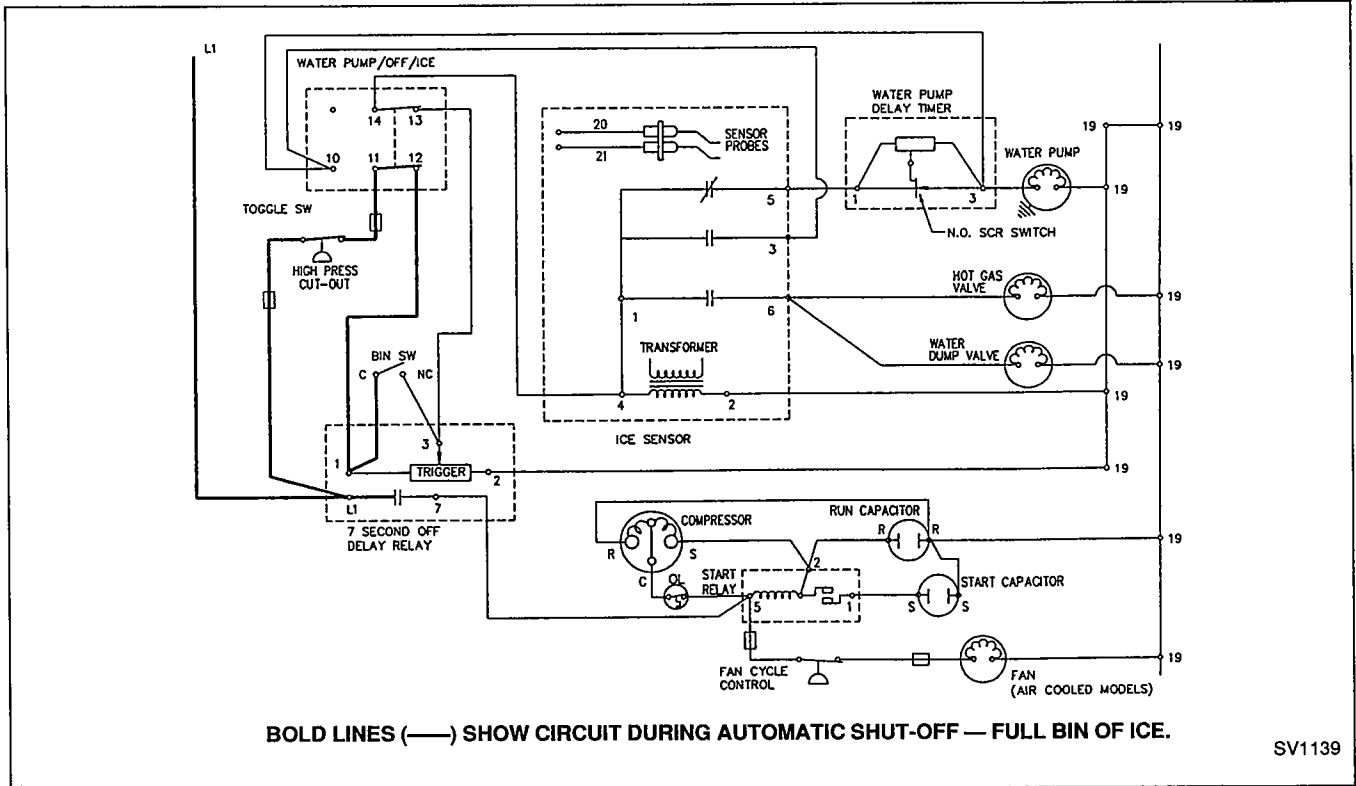 L1
WATER PUMP/OFF/ICE
14 13
10 11 12
TOGGLE SW
HIGH PRESS
CUT-OUT
BIN SW
C NC
3
1 TRIGGER 2
L1 7
7 SECOND OFF
DELAY RELAY
20
21
SENSOR
PROBES
5
3
1 6
TRANSFORMER
4 2
ICE SENSOR
WATER PUMP
DELAY TIMER
1 3
N.O. SCR SWITCH
WATER PUMP
HOT GAS
VALVE
WATER
DUMP VALVE
19 19
19
19
19
19
19
19
19
COMPRESSOR
R S
C
OL
START
RELAY
2
5 1
RUN CAPACITOR
R R
START CAPACITOR
S S
FAN CYCLE
CONTROL
FAN
(AIR COOLED MODELS)
BOLD LINES (——) SHOW CIRCUIT DURING AUTOMATIC SHUT-OFF — FULL BIN OF ICE.
SV1139